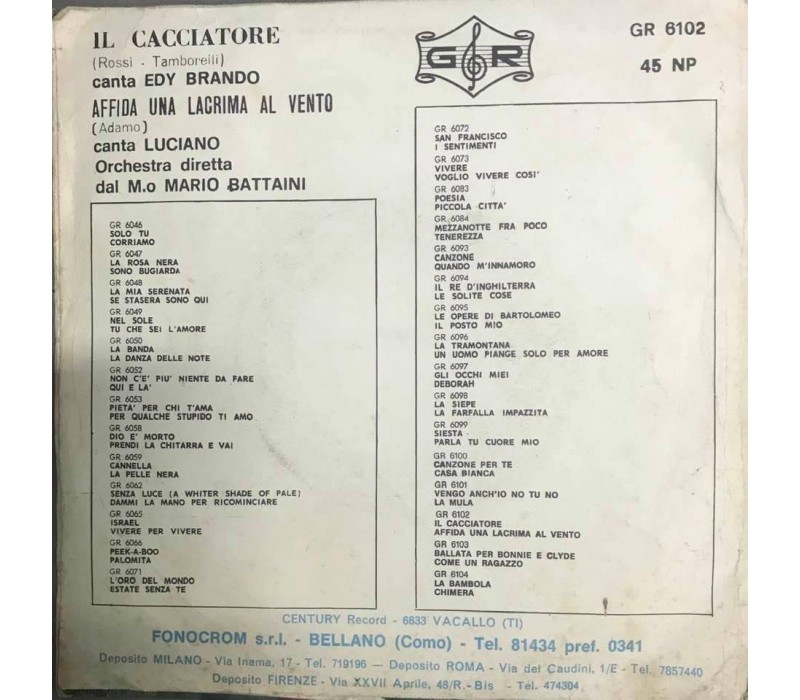 IL CACCIATORE
(Rossi - Tamborelli)
canta EDY BRANDO
AFFIDA UNA LACRIMA AL VENTO
(Adamo)
canta LUCIANO
Orchestra diretta
dal M.o MARIO BATTAINI
GR 6046
SOLO TU
CORRIAMO
GR 6047
LA ROSA NERA
SONO BUGIARDA
GR 6048
LA MIA SERENATA
SE STASERA SONO QUI
GR 6049
NEL SOLE
TU CHE SEI L'AMORE
GR 6050
LA BANDA
LA DANZA DELLE NOTE
GR 6052
NON C'E' PIU' NIENTE DA FARE
QUI E LA'
GR 6053
PIETA' PER CHI T'AMA
PER QUALCHE STUPIDO TI AMO
GR 6058
DIO E' MORTO
PRENDI LA CHITARRA E VAI
GR 6059
CANNELLA
LA PELLE NERA
GR 6062
SENZA LUCE (A WHITER SHADE OF PALE)
DAMMI LA MANO PER RICOMINCIARE
GR 6065
ISRAEL
VIVERE PER VIVERE
GR 6066
PEEK-A-BOO
PALOMITA
GR 6071
L'ORO DEL MONDO
ESTATE SENZA TE
G R
GR 6102
45 NP
GR 6072
SAN FRANCISCO
I SENTIMENTI
GR 6073
VIVERE
VOGLIO VIVERE COSI'
GR 6083
POESIA
PICCOLA CITTA'
GR 6084
MEZZANOTTE FRA POCO
TENEREZZA
GR 6093
CANZONE
QUANDO M'INNAMORO
GR 6094
IL RE D'INGHILTERRA
LE SOLITE COSE
GR 6095
LE OPERE DI BARTOLOMEO
IL POSTO MIO
GR 6096
LA TRAMONTANA
UN UOMO PIANGE SOLO PER AMORE
GR 6097
GLI OCCHI MIEI
DEBORAH
GR 6098
LA SIEPE
LA FARFALLA IMPAZZITA
GR 6099
SIESTA
PARLA TU CUORE MIO
GR 6100
CANZONE PER TE
CASA BIANCA
GR 6101
VENGO ANCH'IO NO TU NO
LA MULA
GR 6102
IL CACCIATORE
AFFIDA UNA LACRIMA AL VENTO
GR 6103
BALLATA PER BONNIE E CLYDE
COME UN RAGAZZO
GR 6104
LA BAMBOLA
CHIMERA
CENTURY Record - 6833 VACALLO (TI)
FONOCROM s.r.l. - BELLANO (Como) - Tel. 81434 pref. 0341
Deposito MILANO - Via Inama, 17 - Tel. 719196 — Deposito ROMA - Via dei Caudini, 1/E - Tel. 7857440
Deposito FIRENZE - Via XXVII Aprile, 48/R.-Bis - Tel. 474304